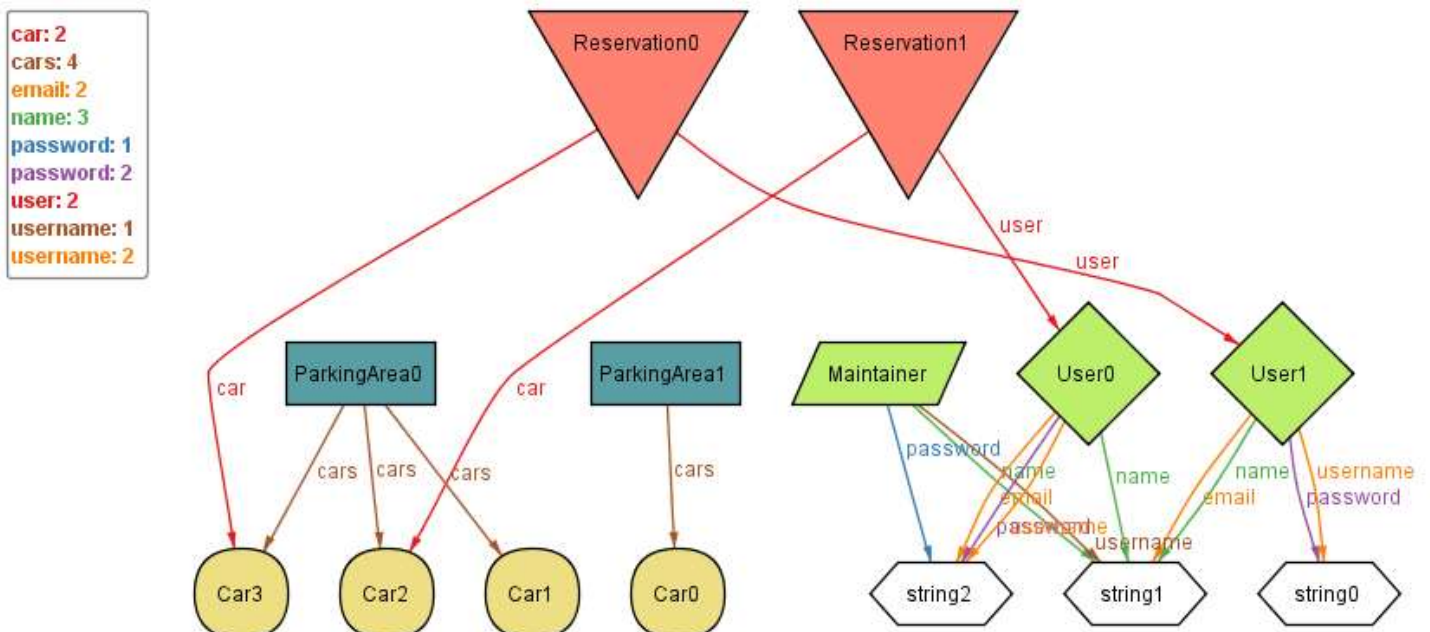 car: 2
cars: 4
email: 2
name: 3
password: 1
password: 2
user: 2
username: 1
username: 2
Reservation0
Reservation1
user
user
ParkingArea0
ParkingArea1
Maintainer
User0
User1
car
car
cars
cars
cars
cars
password
name
name
name
username
email
email
password
password
username
username
Car3
Car2
Car1
Car0
string2
string1
string0